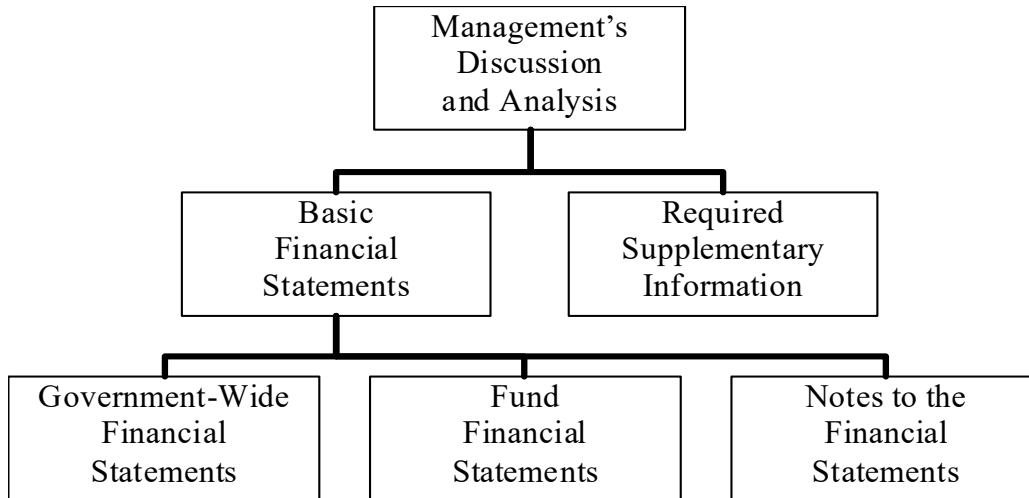 Management’s
Discussion
and Analysis
Basic
Financial
Statements
Required
Supplementary
Information
Government-Wide
Financial
Statements
Fund
Financial
Statements
Notes to the
Financial
Statements